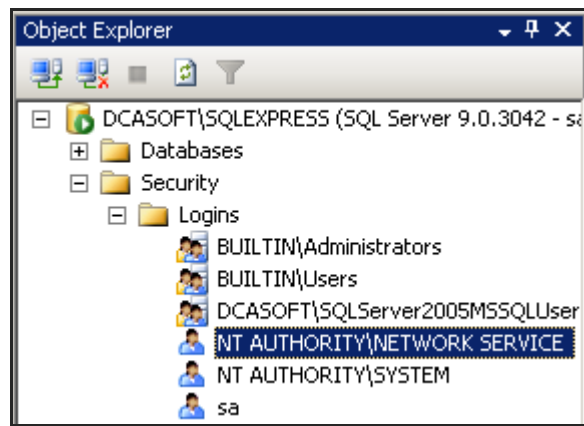 Object Explorer
DCASOFT\SQLEXPRESS (SQL Server 9.0.3042 - sa
Databases
Security
Logins
BUILTIN\Administrators
BUILTIN\Users
DCASOFT\SQLServer2005MSSQLUser
NT AUTHORITY\NETWORK SERVICE
NT AUTHORITY\SYSTEM
sa